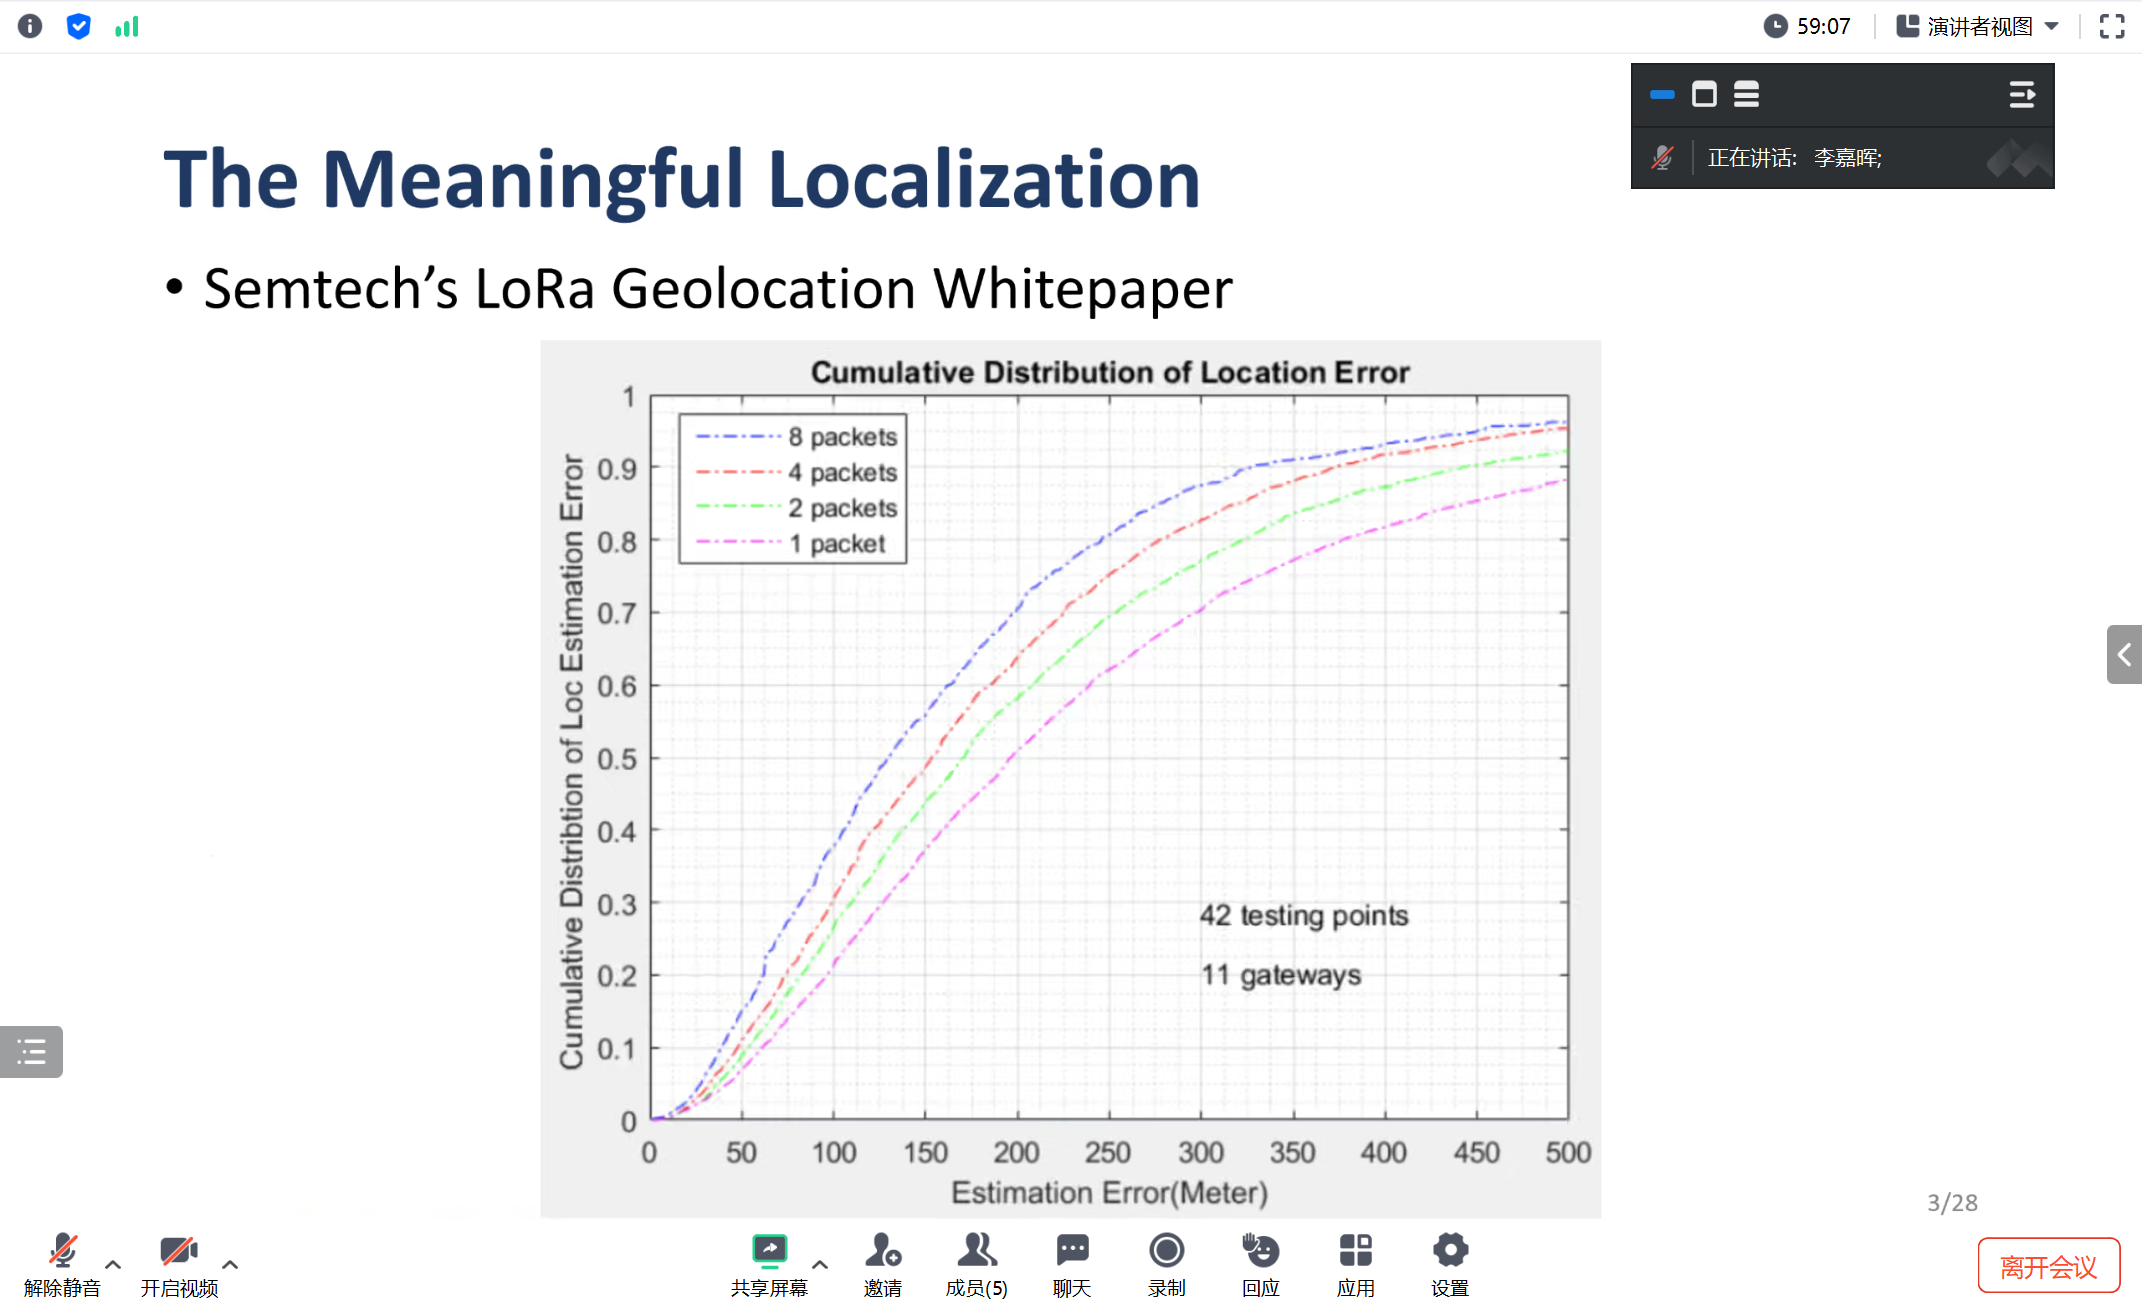 59:07
演讲者视图
正在讲话: 李嘉晖;
The Meaningful Localization
• Semtech’s LoRa Geolocation Whitepaper
Cumulative Distribution of Location Error
8 packets
4 packets
2 packets
1 packet
Cumulative Distribtion of Loc Estimation Error
1
0.9
0.8
0.7
0.6
0.5
0.4
0.3
0.2
0.1
0
42 testing points
11 gateways
0 50 100 150 200 250 300 350 400 450 500
Estimation Error(Meter)
3/28
解除静音 开启视频 共享屏幕 邀请 成员(5) 聊天 录制 回应 应用 设置 离开会议